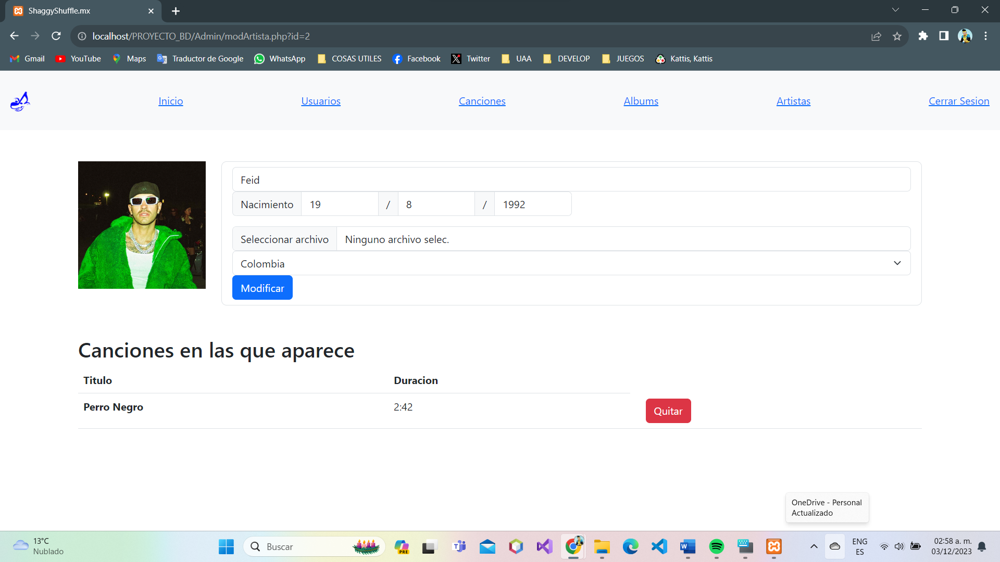 ShaggyShuffle.mx
localhost/PROYECTO_BD/Admin/modArtista.php?id=2
Gmail YouTube Maps Traductor de Google WhatsApp COSAS UTILES Facebook Twitter UAA DEVELOP JUEGOS Kattis, Kattis
Inicio Usuarios Canciones Albums Artistas Cerrar Sesion
Feid
Nacimiento 19 / 8 / 1992
Seleccionar archivo Ninguno archivo selec.
Colombia
Modificar
Canciones en las que aparece
Titulo Duracion
Perro Negro 2:42 Quitar
OneDrive - Personal
Actualizado
13°C
Nublado
Buscar
PRE
ENG
ES
02:58 a. m.
03/12/2023